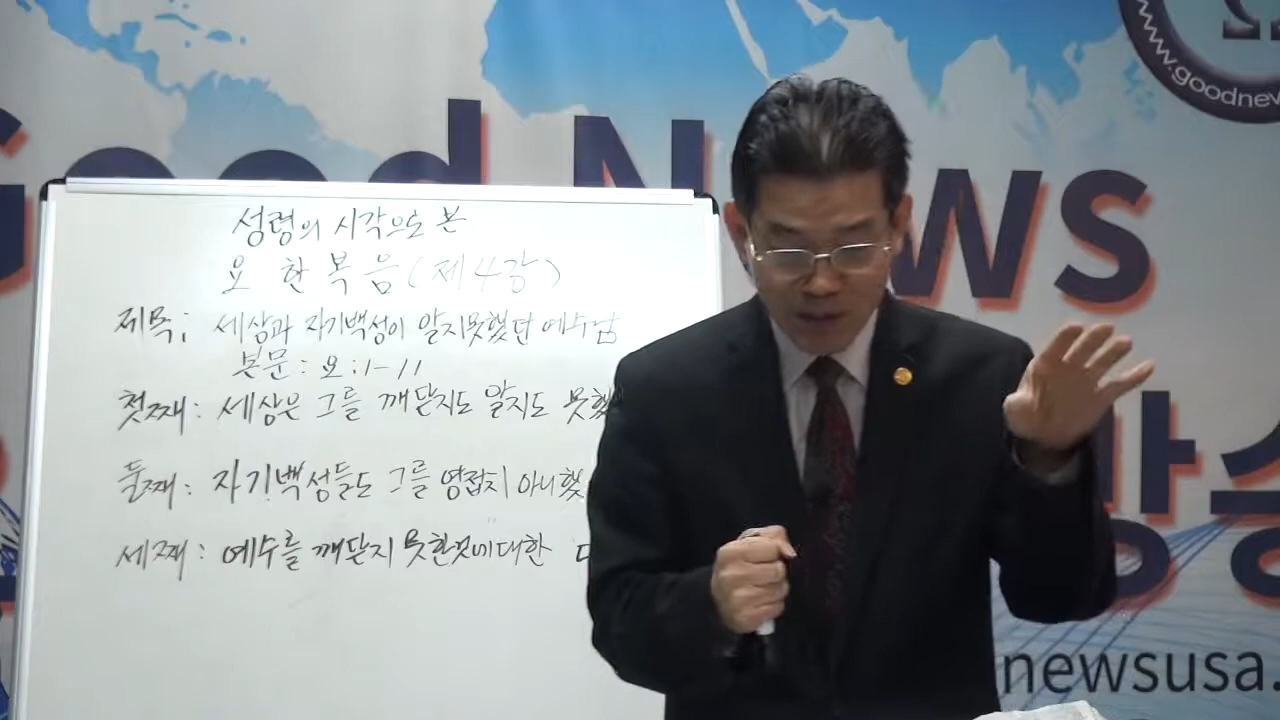 Good News
www.goodnew
성령의 시각으로 본
요한복음(제4강)
제목: 세상과 자기백성이 알지못했던 예수님
본문: 요:1-11
첫째: 세상은 그를 깨닫지도 알지도 못했
둘째: 자기백성들도 그를 영접치 아니했
세째: 예수를 깨닫지 못한것에대한
방송
newsusa.